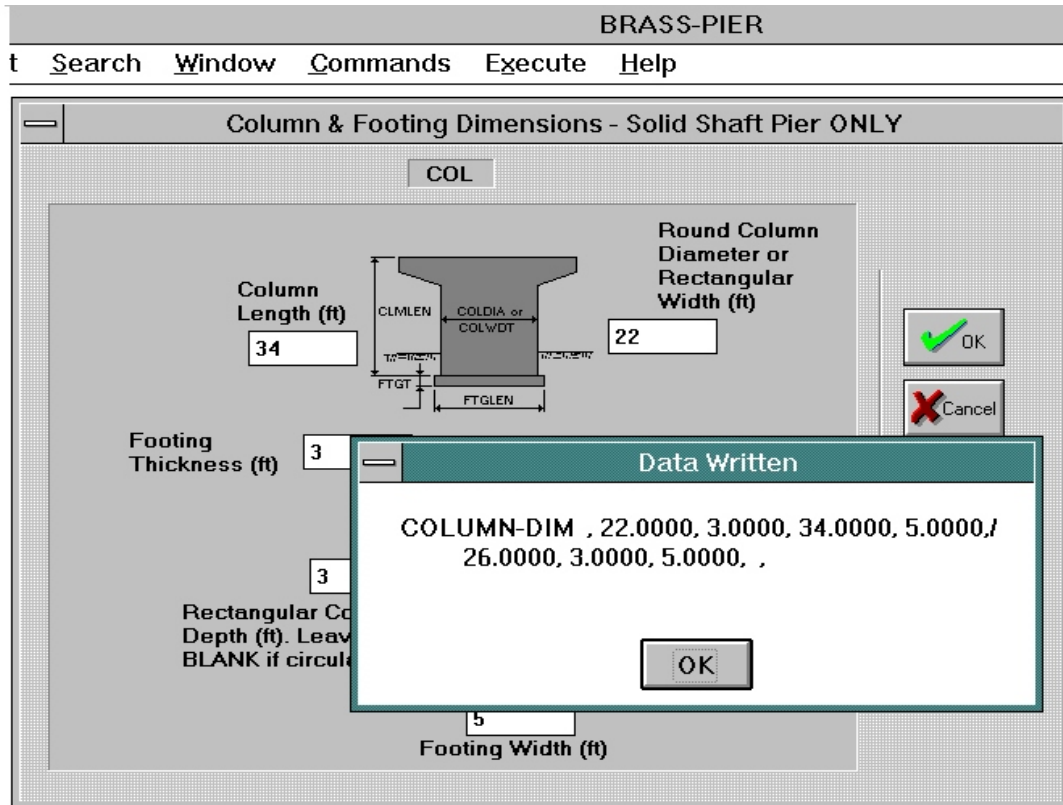 BRASS-PIER
t Search Window Commands Execute Help
Column & Footing Dimensions - Solid Shaft Pier ONLY
COL
Round Column
Diameter or
Rectangular
Width (ft)
Column
Length (ft)
34
CLMLEN
COLDIA or
COLWDT
22
OK
FTGT
FTGLEN
Cancel
Footing
Thickness (ft)
3
Data Written
COLUMN-DIM , 22.0000, 3.0000, 34.0000, 5.0000,/
26.0000, 3.0000, 5.0000, ,
OK
3
Rectangular Co
Depth (ft). Leav
BLANK if circula
5
Footing Width (ft)